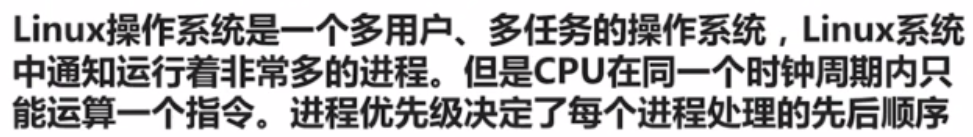 Linux操作系统是一个多用户、多任务的操作系统，Linux系统
中通知运行着非常多的进程。但是CPU在同一个时钟周期内只
能运算一个指令。进程优先级决定了每个进程处理的先后顺序